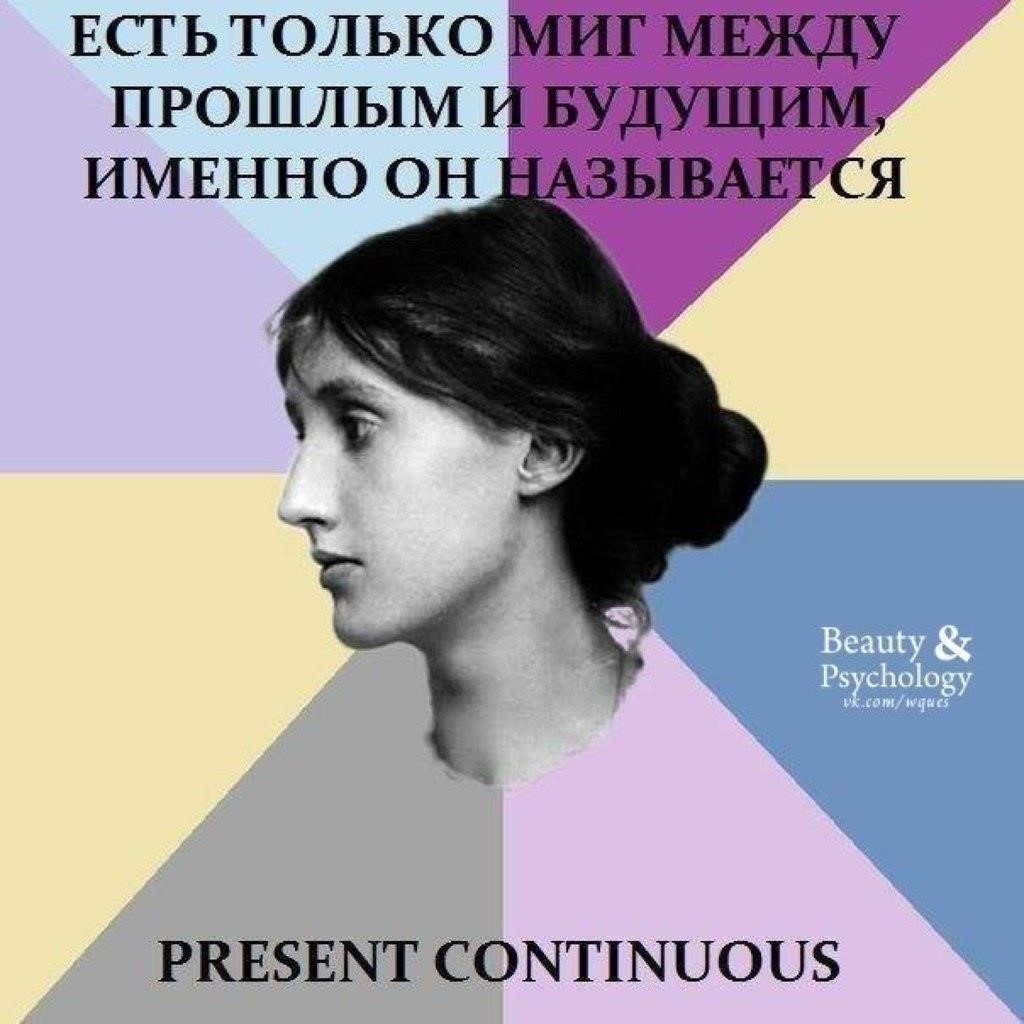 ЕСТЬ ТОЛЬКО МИГ МЕЖДУ
ПРОШЛЫМ И БУДУЩИМ,
ИМЕННО ОН НАЗЫВАЕТСЯ
Beauty &
Psychology
vk.com/wques
PRESENT CONTINUOUS